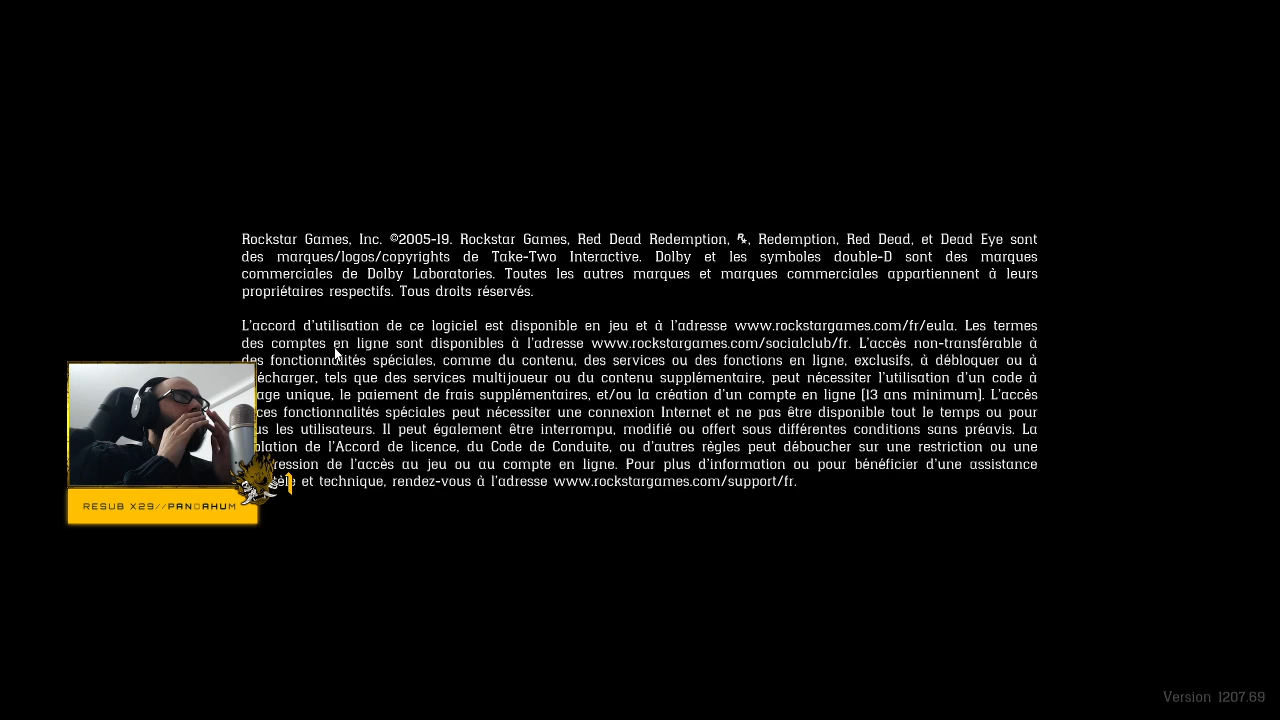 Rockstar Games, Inc. ©2005-19. Rockstar Games, Red Dead Redemption, R★, Redemption, Red Dead, et Dead Eye sont
des marques/logos/copyrights de Take-Two Interactive. Dolby et les symboles double-D sont des marques
commerciales de Dolby Laboratories. Toutes les autres marques et marques commerciales appartiennent à leurs
propriétaires respectifs. Tous droits réservés.
L'accord d'utilisation de ce logiciel est disponible en jeu et à l'adresse www.rockstargames.com/fr/eula. Les termes
des comptes en ligne sont disponibles à l'adresse www.rockstargames.com/socialclub/fr. L'accès non-transférable à
des fonctionnalités spéciales, comme du contenu, des services ou des fonctions en ligne, exclusifs, à débloquer ou à
tels que des services multijoueur ou du contenu supplémentaire, peut nécessiter l'utilisation d'un code à
unique, le paiement de frais supplémentaires, et/ou la création d'un compte en ligne (13 ans minimum). L'accès
ces fonctionnalités spéciales peut nécessiter une connexion Internet et ne pas être disponible tout le temps ou pour
les utilisateurs. Il peut également être interrompu, modifié ou offert sous différentes conditions sans préavis. La
de l'Accord de licence, du Code de Conduite, ou d'autres règles peut déboucher sur une restriction ou une
de l'accès au jeu ou au compte en ligne. Pour plus d'information ou pour bénéficier d'une assistance
et technique, rendez-vous à l'adresse www.rockstargames.com/support/fr.
RESUB X29//PANDAHUM
Version 1207.69